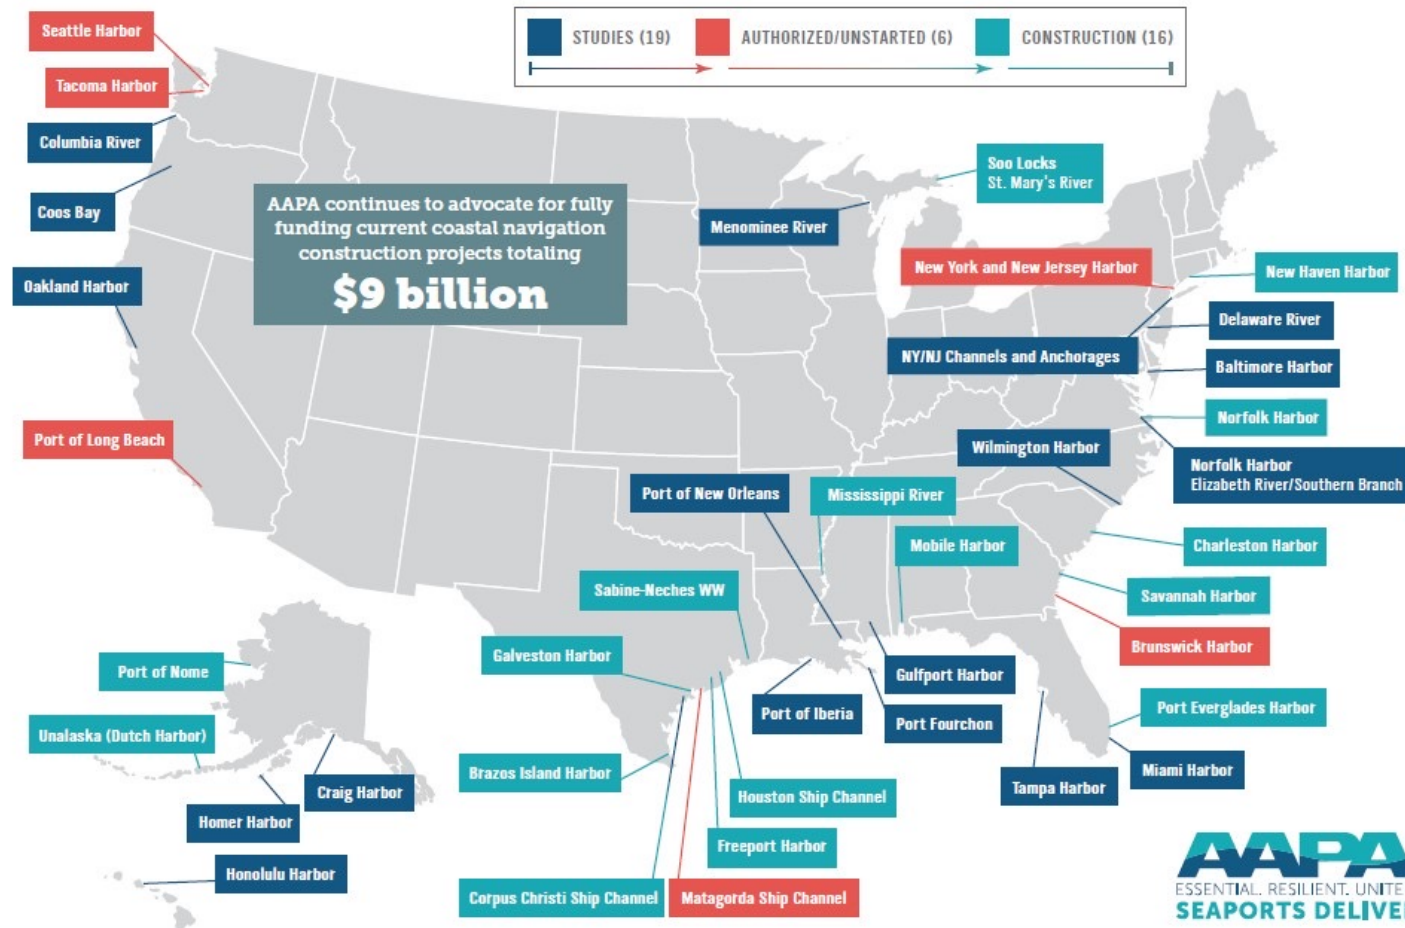 STUDIES (19)
AUTHORIZED/UNSTARTED (6)
CONSTRUCTION (16)
Seattle Harbor
Tacoma Harbor
Columbia River
Coos Bay
Oakland Harbor
Port of Long Beach
AAPA continues to advocate for fully
funding current coastal navigation
construction projects totaling
$9 billion
Menominee River
Soo Locks
St. Mary's River
New York and New Jersey Harbor
New Haven Harbor
Delaware River
NY/NJ Channels and Anchorages
Baltimore Harbor
Norfolk Harbor
Wilmington Harbor
Norfolk Harbor
Elizabeth River/Southern Branch
Port of New Orleans
Mississippi River
Mobile Harbor
Charleston Harbor
Sabine-Neches WW
Savannah Harbor
Galveston Harbor
Brunswick Harbor
Port of Nome
Gulfport Harbor
Port of Iberia
Port Fourchon
Port Everglades Harbor
Unalaska (Dutch Harbor)
Brazos Island Harbor
Miami Harbor
Craig Harbor
Houston Ship Channel
Tampa Harbor
Homer Harbor
Freeport Harbor
Honolulu Harbor
Corpus Christi Ship Channel
Matagorda Ship Channel
AAPA
ESSENTIAL. RESILIENT. UNITE
SEAPORTS DELIVE